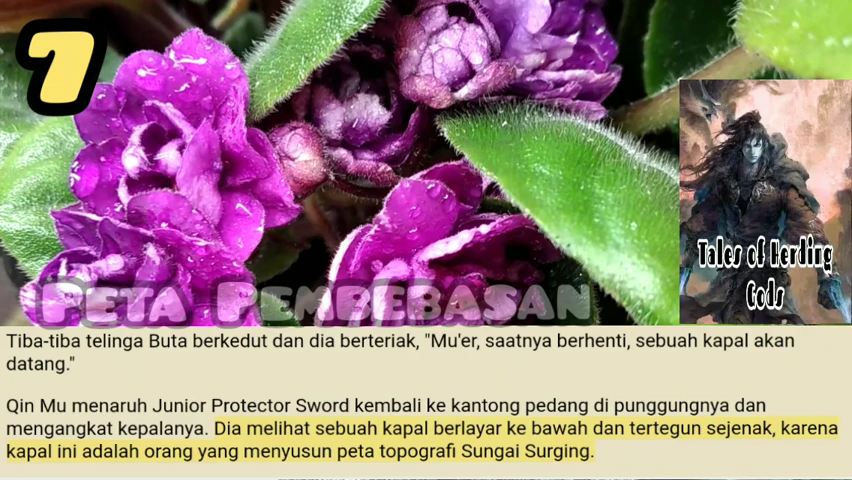 7
Tales of Herding
Gods
PETA PEMBEBASAN
Tiba-tiba telinga Buta berkedut dan dia berteriak, "Mu'er, saatnya berhenti, sebuah kapal akan
datang."
Qin Mu menaruh Junior Protector Sword kembali ke kantong pedang di punggungnya dan
mengangkat kepalanya. Dia melihat sebuah kapal berlayar ke bawah dan tertegun sejenak, karena
kapal ini adalah orang yang menyusun peta topografi Sungai Surging.